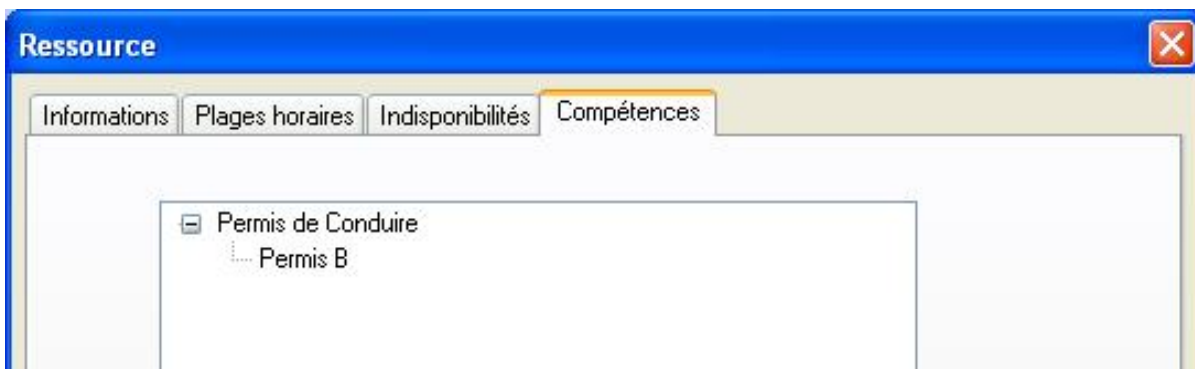 Ressource
Informations Plages horaires Indisponibilités Compétences
Permis de Conduire
Permis B